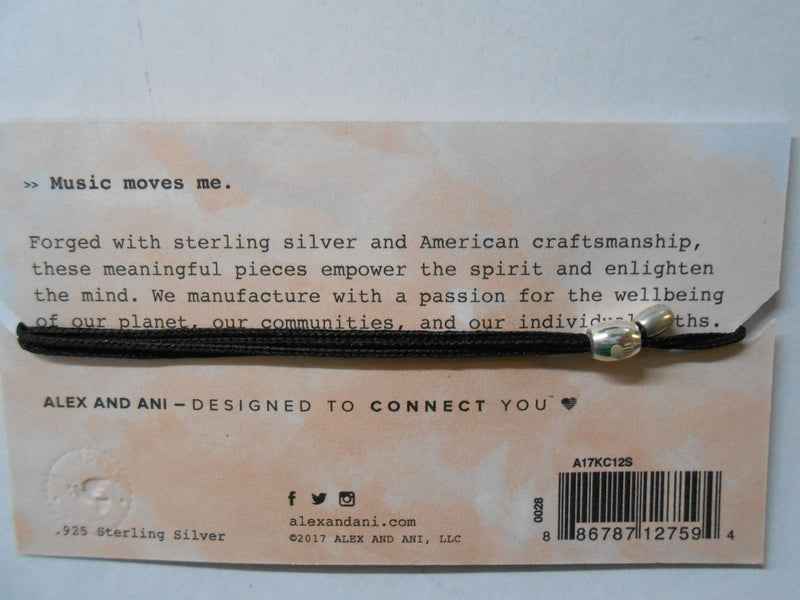 >> Music moves me.
Forged with sterling silver and American craftsmanship,
these meaningful pieces empower the spirit and enlighten
the mind. We manufacture with a passion for the wellbeing
of our planet, our communities, and our
ALEX AND ANI – DESIGNED TO CONNECT YOU™
A17KC12S
0028
8 86787 12759 4
alexandani.com
©2017 ALEX AND ANI, LLC
.925 Sterling Silver